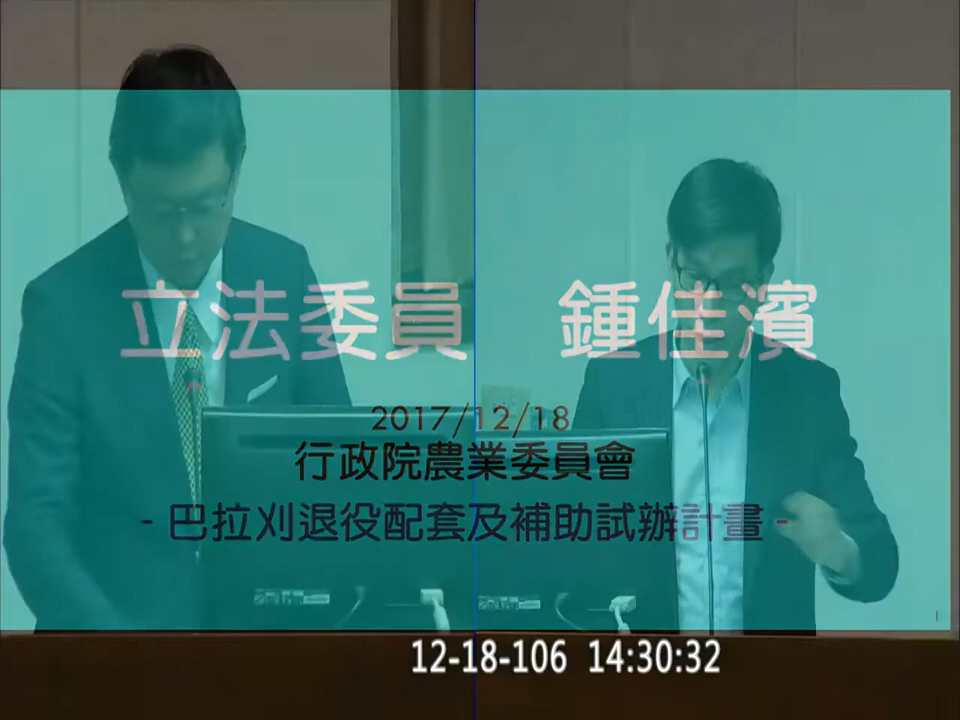 立法委員 鍾佳濱
2017/12/18
行政院農業委員會
- 巴拉刈退役配套及補助試辦計畫 -
12-18-106 14:30:32